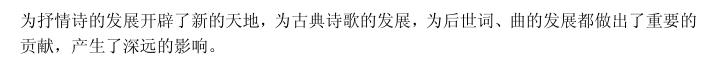 为抒情诗的发展开辟了新的天地，为古典诗歌的发展，为后世词、曲的发展都做出了重要的
贡献，产生了深远的影响。